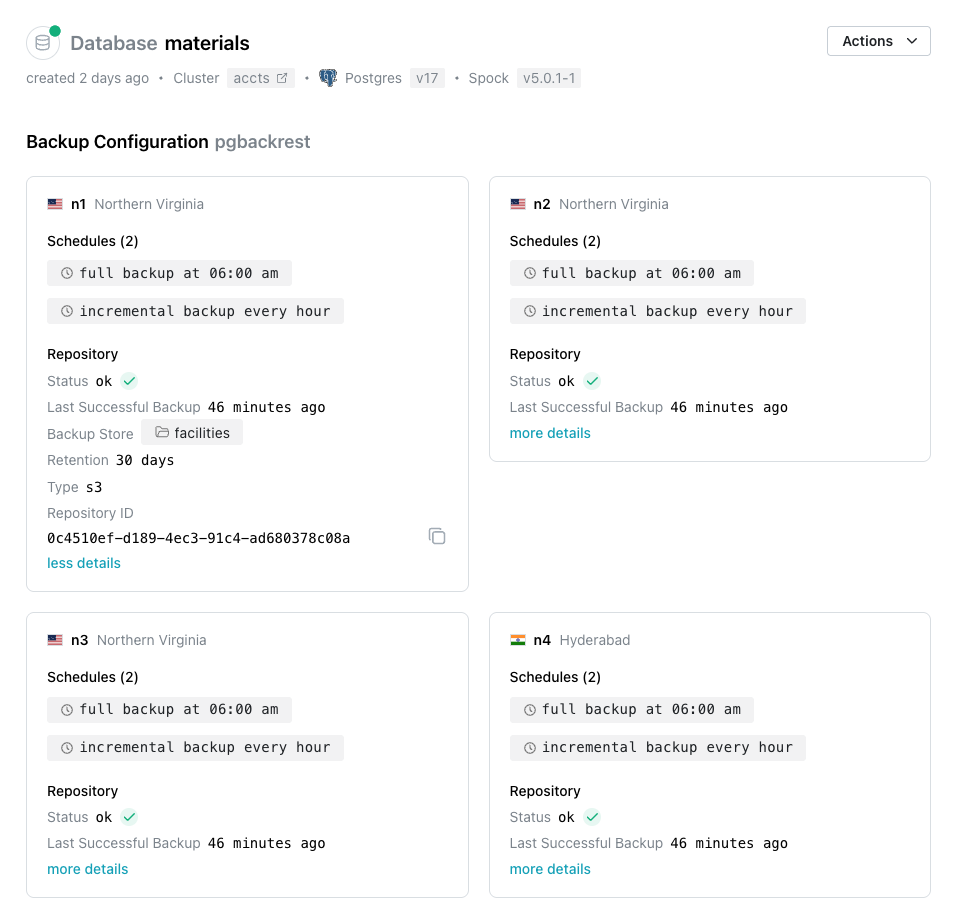 Database materials
Actions
created 2 days ago • Cluster accts • Postgres v17 • Spock v5.0.1-1
Backup Configuration pgbackrest
n1 Northern Virginia
Schedules (2)
full backup at 06:00 am
incremental backup every hour
Repository
Status ok
Last Successful Backup 46 minutes ago
Backup Store facilities
Retention 30 days
Type s3
Repository ID
0c4510ef-d189-4ec3-91c4-ad680378c08a
less details
n2 Northern Virginia
Schedules (2)
full backup at 06:00 am
incremental backup every hour
Repository
Status ok
Last Successful Backup 46 minutes ago
more details
n3 Northern Virginia
Schedules (2)
full backup at 06:00 am
incremental backup every hour
Repository
Status ok
Last Successful Backup 46 minutes ago
more details
n4 Hyderabad
Schedules (2)
full backup at 06:00 am
incremental backup every hour
Repository
Status ok
Last Successful Backup 46 minutes ago
more details